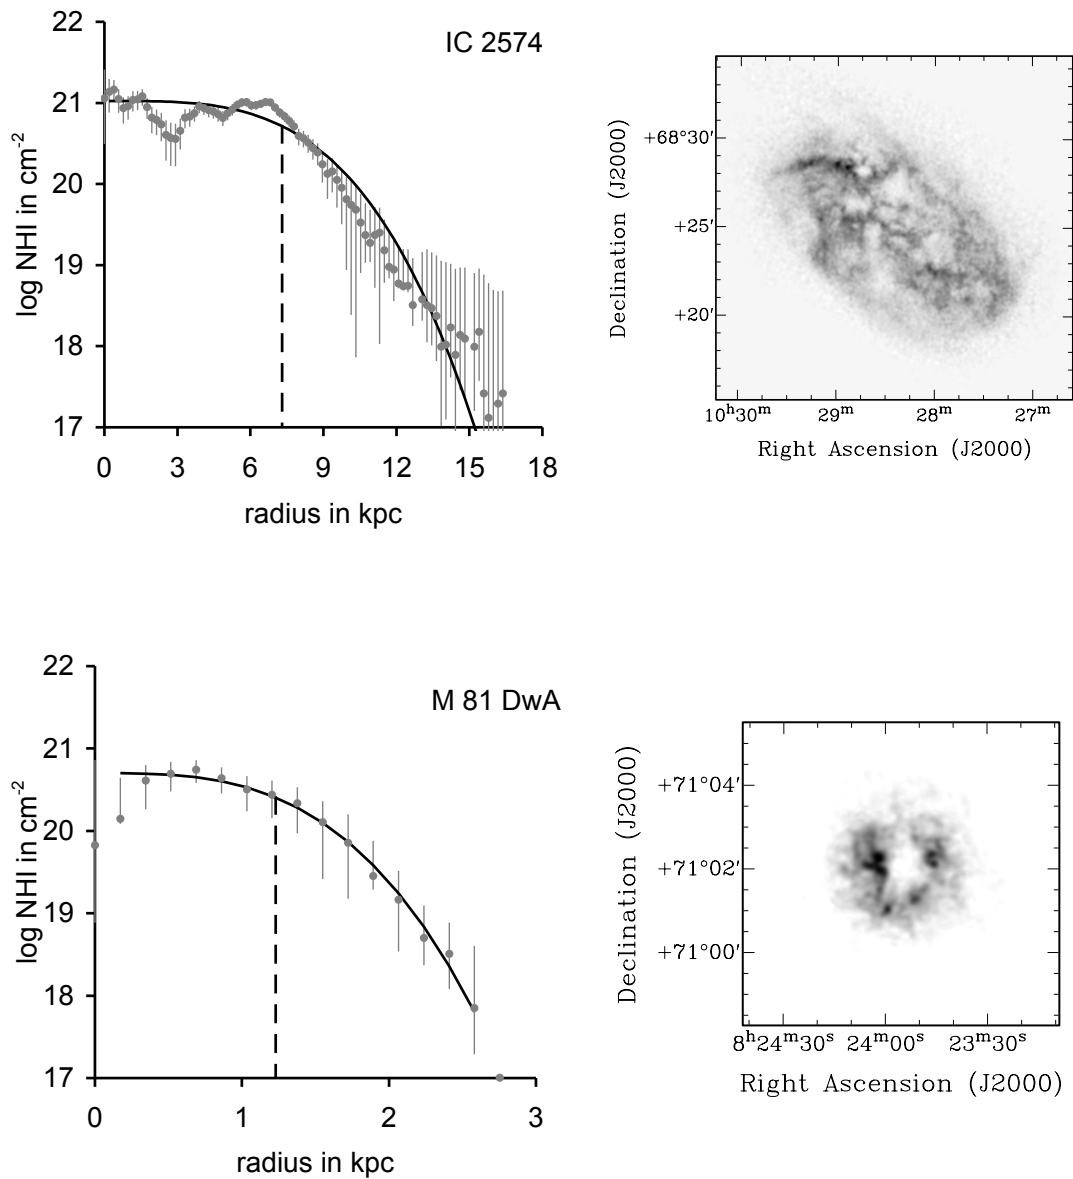 22
IC 2574
21
20
19
18
17
log NHI in cm-2
0 3 6 9 12 15 18
radius in kpc
+68°30′
+25′
+20′
Declination (J2000)
10h30m 29m 28m 27m
Right Ascension (J2000)
22
M 81 DwA
21
20
19
18
17
log NHI in cm-2
0 1 2 3
radius in kpc
+71°04′
+71°02′
+71°00′
Declination (J2000)
8h24m30s 24m00s 23m30s
Right Ascension (J2000)